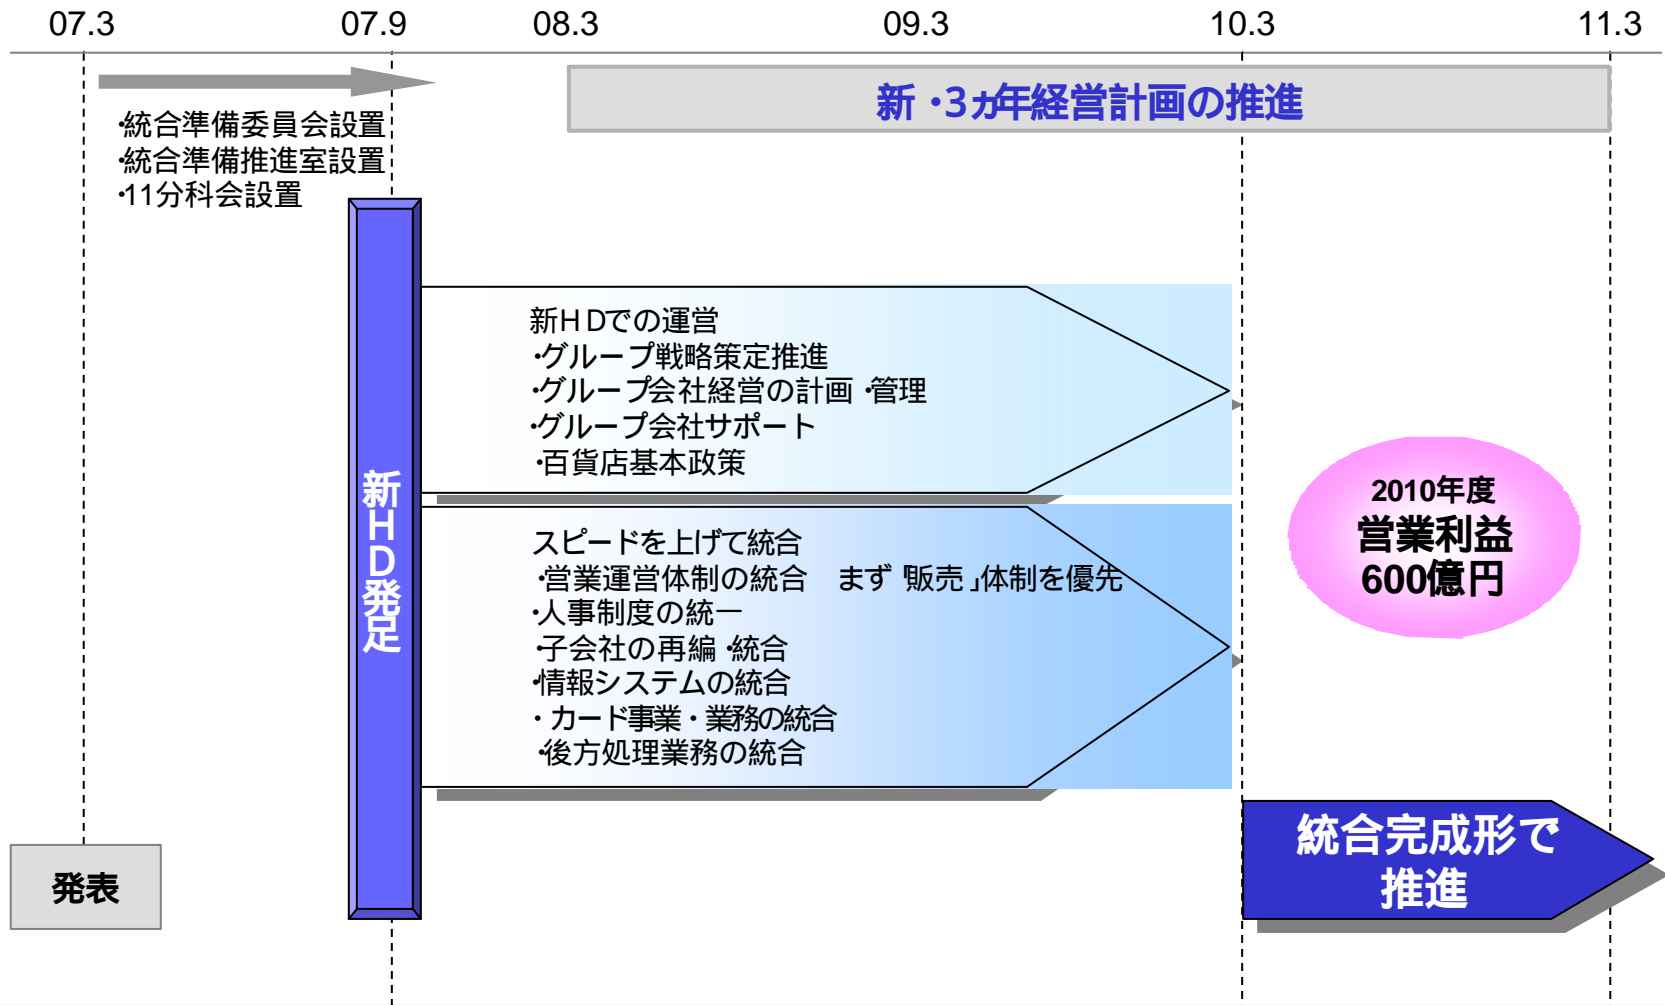 07.3 07.9 08.3 09.3 10.3 11.3
新・3ヵ年経営計画の推進
・統合準備委員会設置
・統合準備推進室設置
・11分科会設置
新HD発足
新HDでの運営
・グループ戦略策定推進
・グループ会社経営の計画・管理
・グループ会社サポート
・百貨店基本政策
スピードを上げて統合
・営業運営体制の統合　まず「販売」体制を優先
・人事制度の統一
・子会社の再編・統合
・情報システムの統合
・カード事業・業務の統合
・後方処理業務の統合
2010年度
営業利益
600億円
統合完成形で
推進
発表